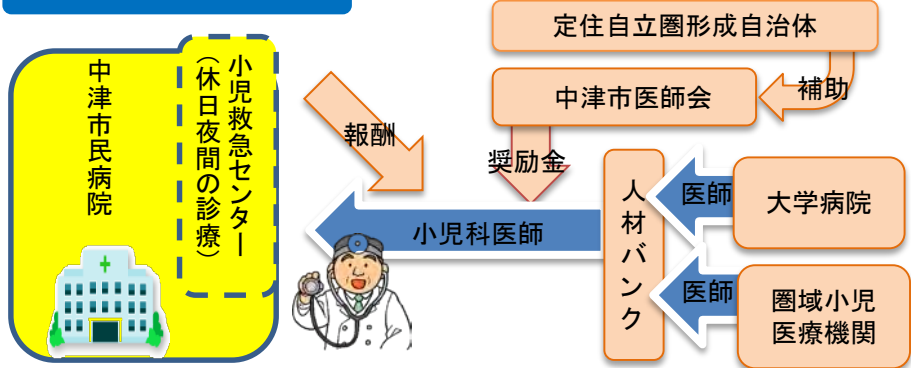 定住自立圏形成自治体
補助
中津市医師会
奨励金
報酬
中津市民病院
小児救急センター
（休日夜間の診療）
小児科医師
人材バンク
医師
大学病院
医師
圏域小児
医療機関